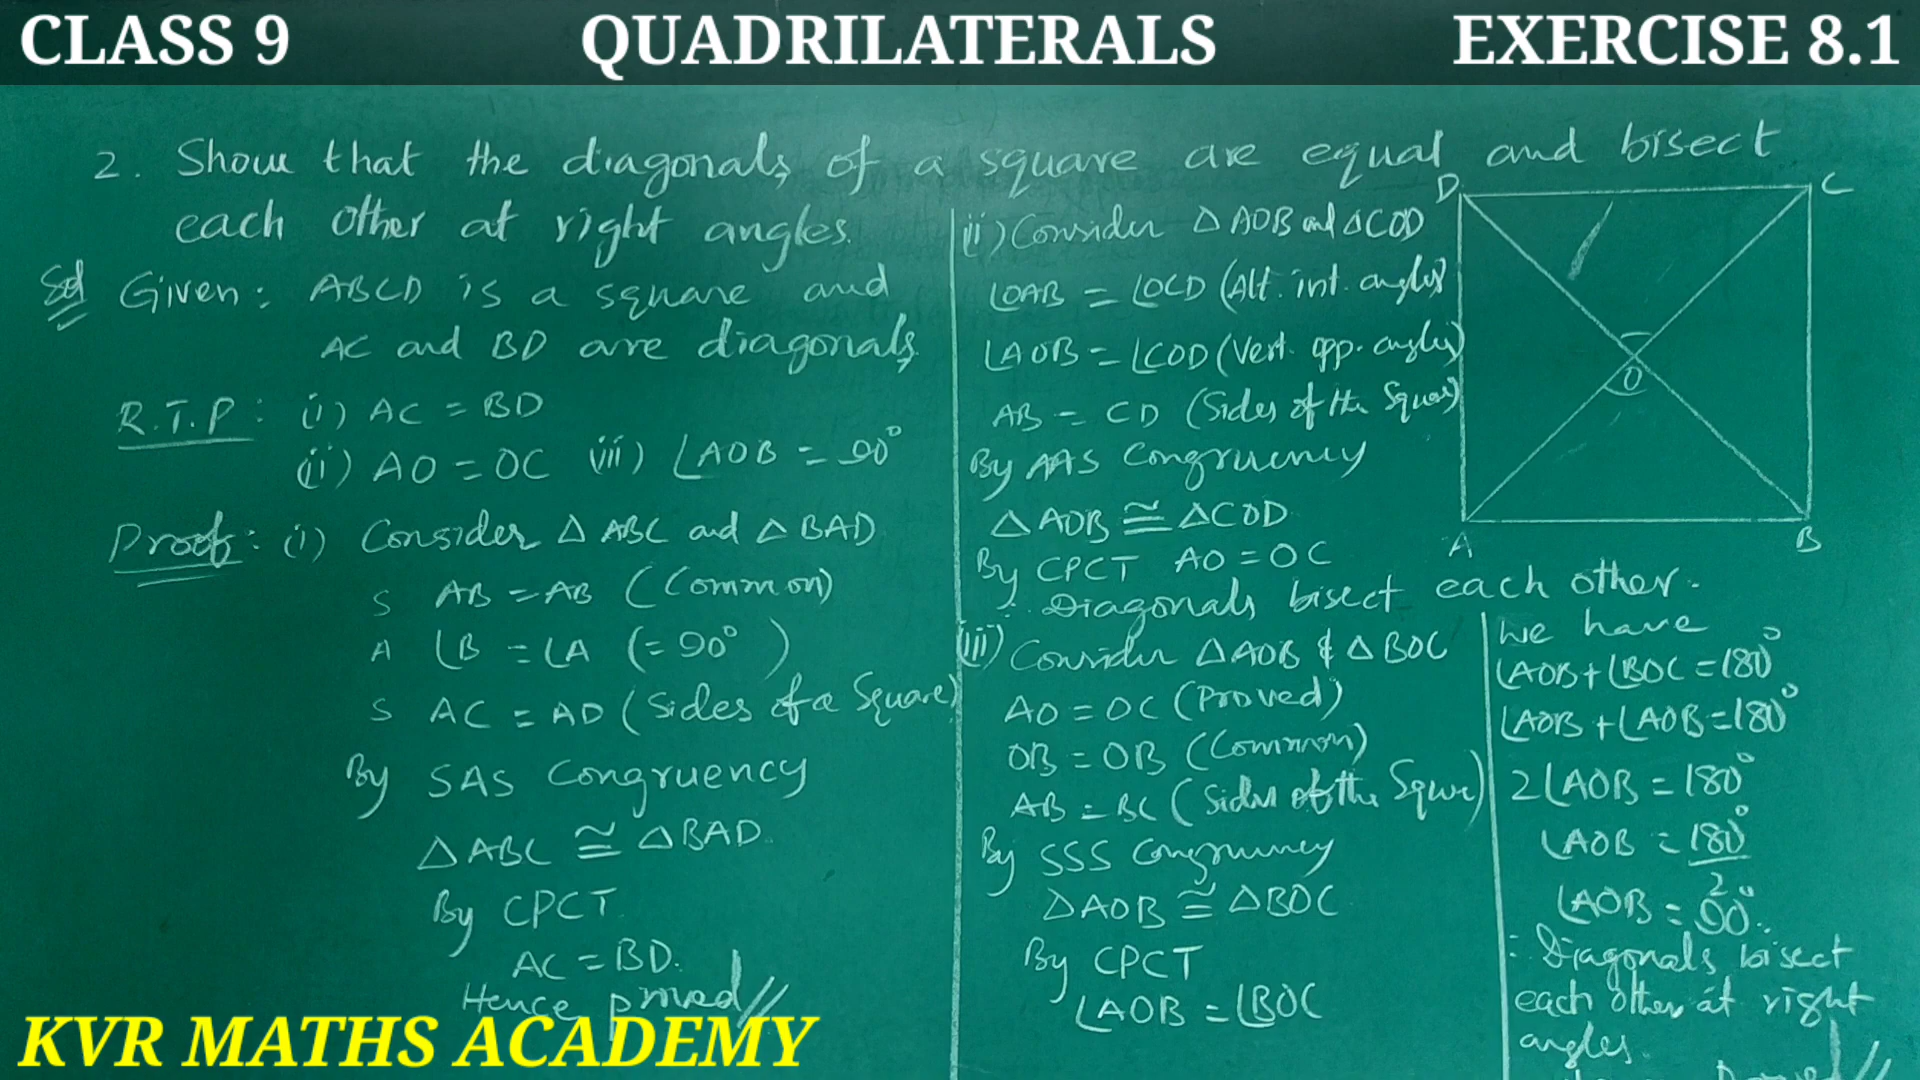 CLASS 9 QUADRILATERALS EXERCISE 8.1
2. Show that the diagonals of a square are equal and bisect
each other at right angles.
Sol Given: ABCD is a square and
AC and BD are diagonals
R.T.P: (i) AC = BD
(ii) AO = OC (iii) ∠AOB = 90°
Proof: (i) Consider △ ABC and △ BAD
S AB = AB (Common)
A ∠B = ∠A (= 90°)
S AC = AD (Sides of a Square)
By SAS Congruency
△ABC ≅ △BAD.
By CPCT.
AC = BD.
Hence proved //
(ii) Consider △AOB and △COD
∠OAB = ∠OCD (Alt. int. angles)
∠AOB = ∠COD (Vert. opp. angles)
AB = CD (Sides of the Square)
By AAS Congruency
△AOB ≅ △COD
By CPCT AO = OC
∴ Diagonals bisect each other.
(iii) Consider △AOB & △BOC
AO = OC (Proved)
OB = OB (Common)
AB = BC (Sides of the Square)
By SSS Congruency
△AOB ≅ △BOC
By CPCT
∠AOB = ∠BOC
D C
O
A B
we have
∠AOB + ∠BOC = 180°
∠AOB + ∠AOB = 180°
2∠AOB = 180°
∠AOB = 180°
2
∠AOB = 90°.
∴ Diagonals bisect
each other at right
angles.
Hence Proved //
KVR MATHS ACADEMY